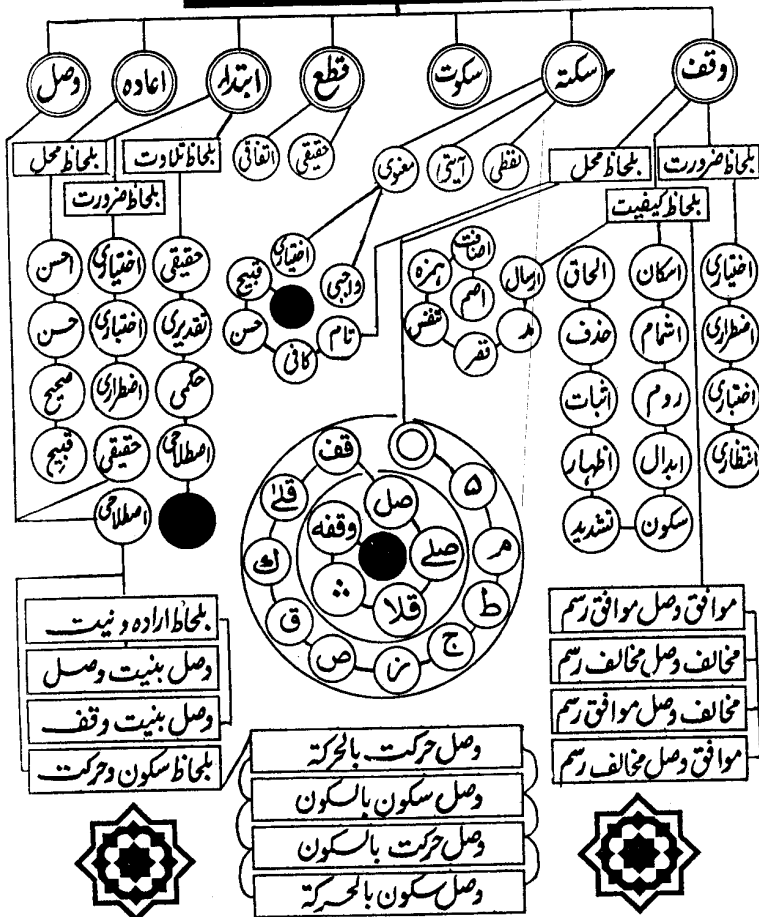 وقف سکتہ سکوت قطع ابتدار اعادہ وصل
لفظی آیتی معنوی حقیقی اتفاقی
بلحاظ ضرورت بلحاظ محل بلحاظ تلاوت بلحاظ محل
بلحاظ کیفیت بلحاظ ضرورت
اختیاری اضطراری اختباری انتظاری
اسکان اشمام روم ابدال سکون
الحاق حذف اثبات اظہار تشدید
ارسال مد قصر تنفس ہمزہ اضافت اصم
واجبی اختیاری
تام کافی حسن قبیح
حقیقی تقدیری حکمی اصطلاحی
اختیاری اختباری اضطراری حقیقی اصطلاحی
احسن حسن صحیح قبیح
۵ م ط ج ز ص ق ك قلے قف
صل صلے قلا ث وقفہ
موافق وصل موافق رسم
مخالف وصل مخالف رسم
مخالف وصل موافق رسم
موافق وصل مخالف رسم
بلحاظ ارادہ و نیت
وصل بنیت وصل
وصل بنیت وقف
بلحاظ سکون وحرکت
وصل حرکت بالحرکۃ
وصل سکون بالسکون
وصل حرکت بالسکون
وصل سکون بالحرکۃ